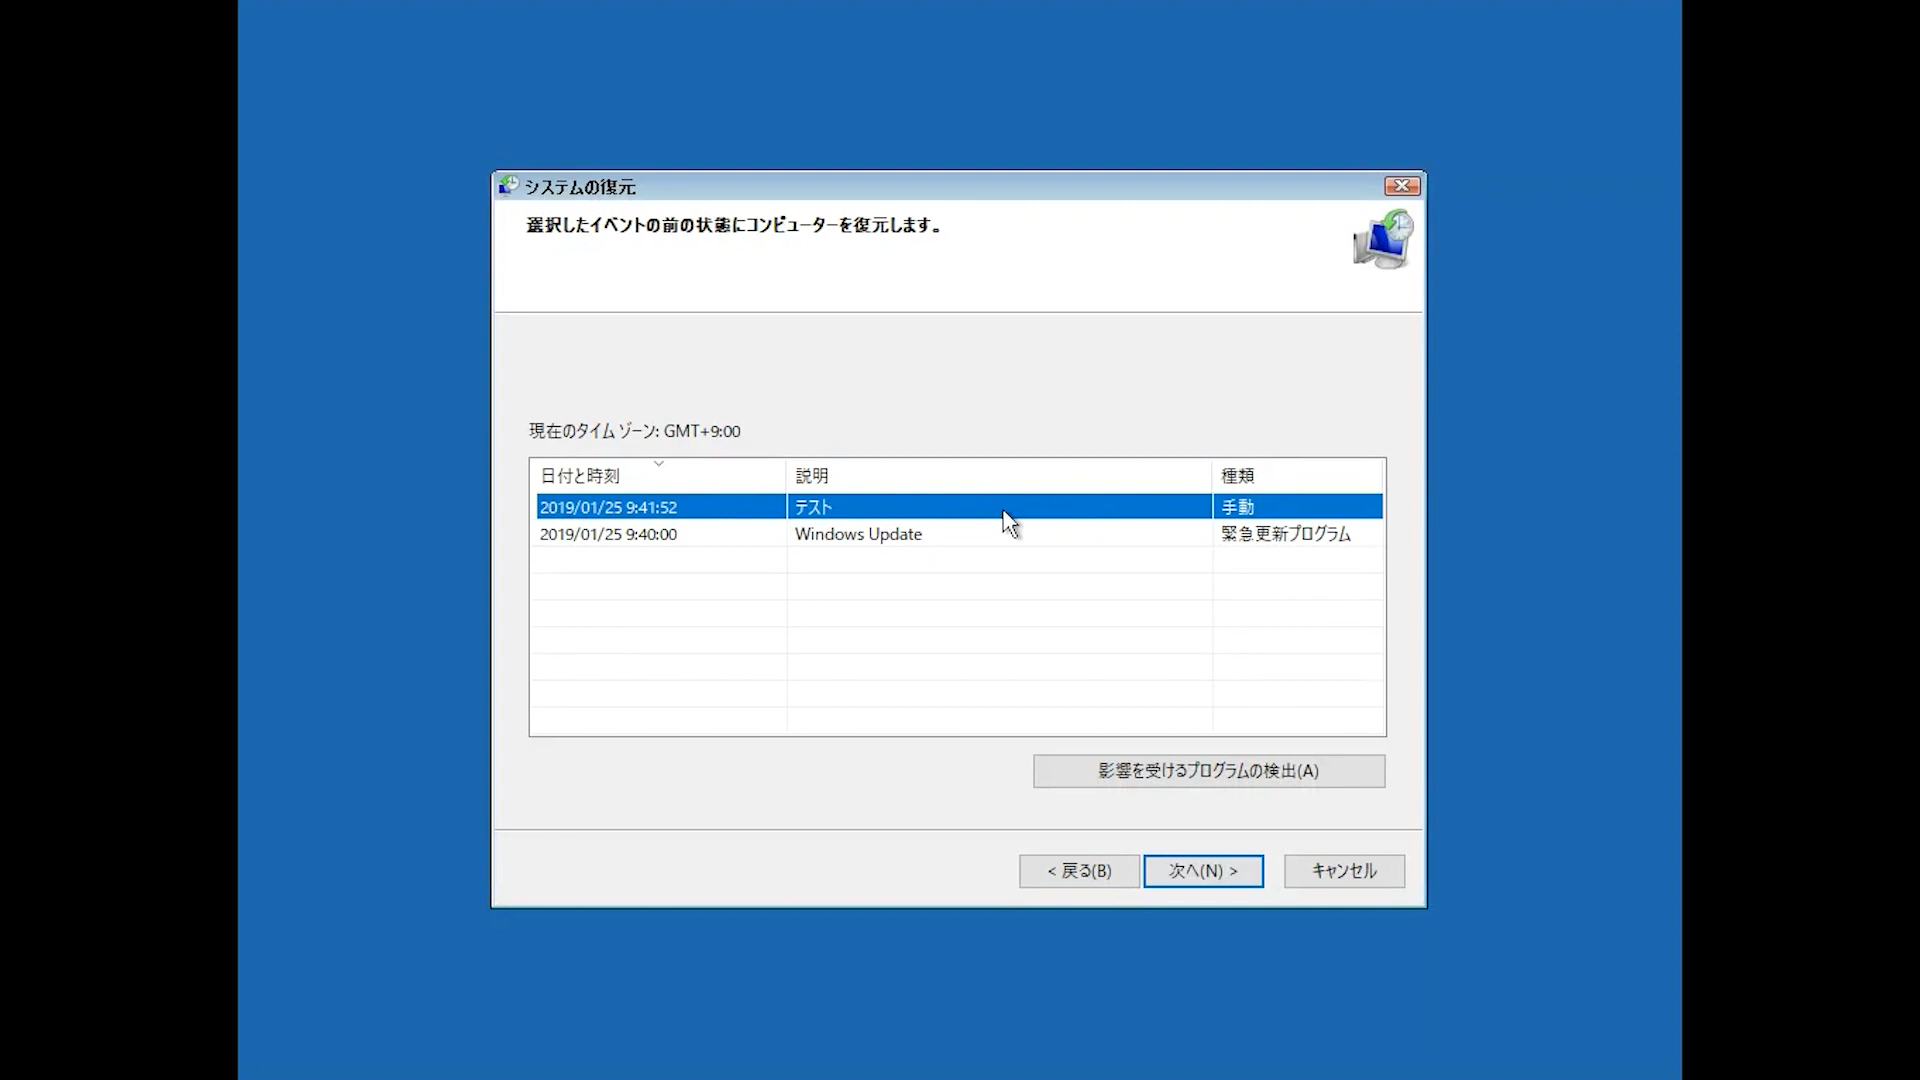 システムの復元
選択したイベントの前の状態にコンピューターを復元します。
現在のタイム ゾーン: GMT+9:00
日付と時刻 説明 種類
2019/01/25 9:41:52 テスト 手動
2019/01/25 9:40:00 Windows Update 緊急更新プログラム
影響を受けるプログラムの検出(A)
< 戻る(B) 次へ(N) > キャンセル